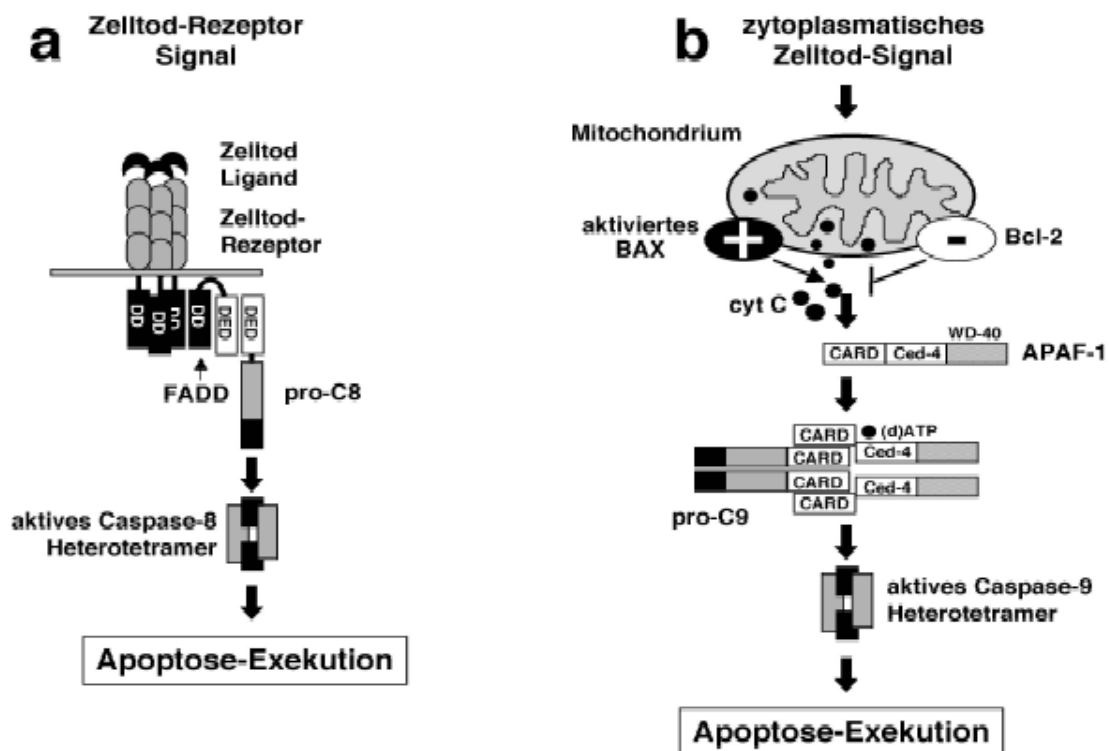 a
Zelltod-Rezeptor
Signal
Zelltod
Ligand
Zelltod-
Rezeptor
DD
DD
DD
DD
DED
DED
FADD
pro-C8
aktives Caspase-8
Heterotetramer
Apoptose-Exekution
b
zytoplasmatisches
Zelltod-Signal
Mitochondrium
aktiviertes
BAX
+
-
Bcl-2
cyt C
WD-40
CARD
Ced-4
APAF-1
CARD
(d)ATP
CARD
Ced-4
CARD
Ced-4
CARD
pro-C9
aktives Caspase-9
Heterotetramer
Apoptose-Exekution